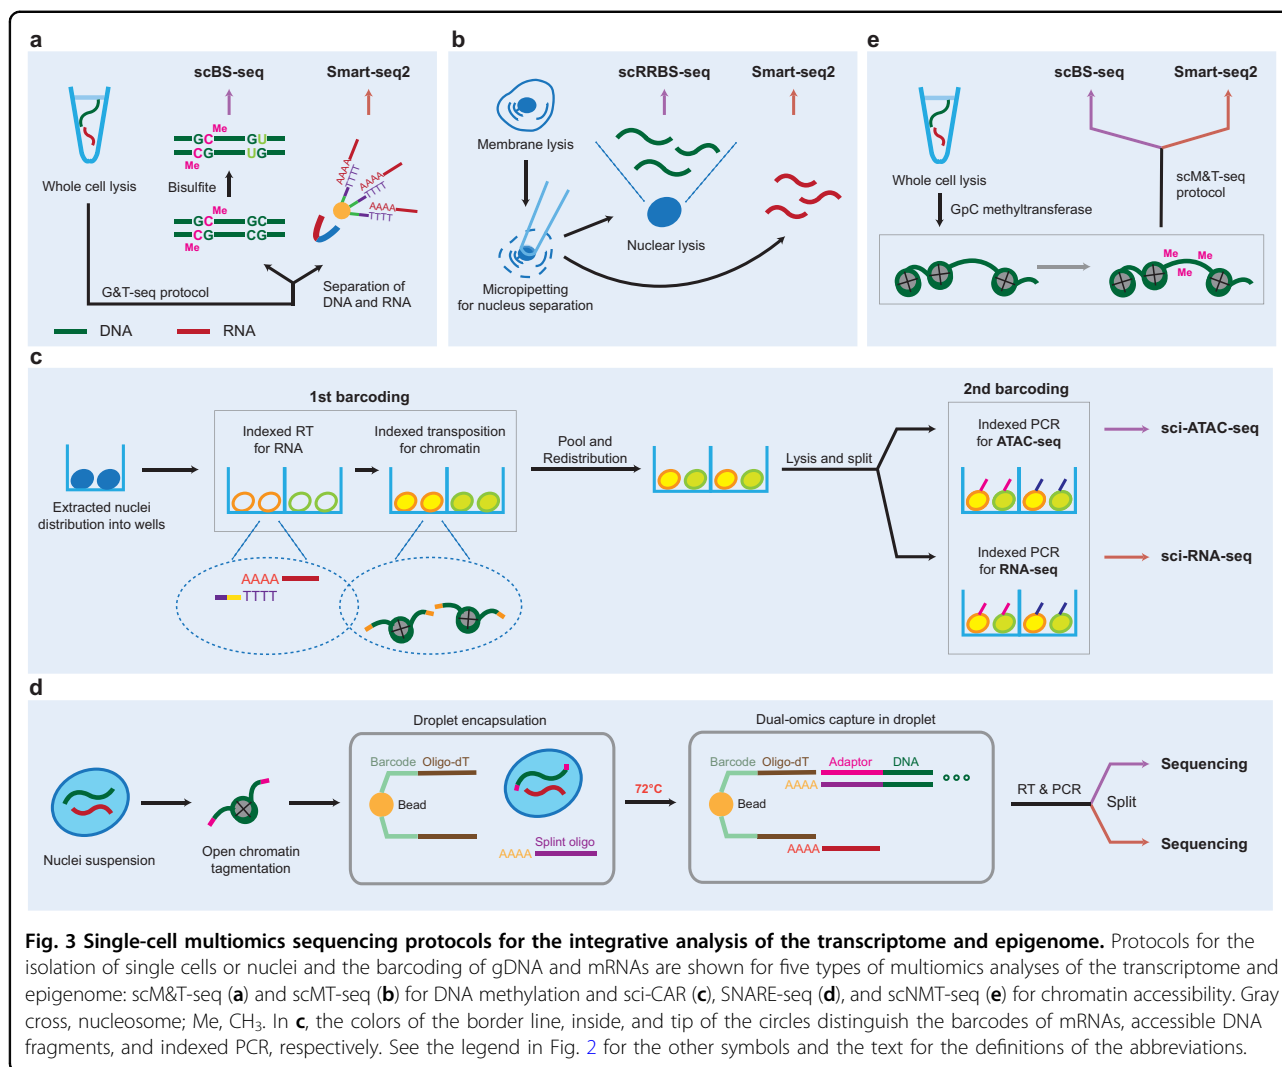 a
scBS-seq
Smart-seq2
Me
GC
GU
CG
UG
Me
Whole cell lysis
Bisulfite
Me
GC
GC
CG
CG
Me
AAAA
TTTT
AAAA
TTTT
AAAA
TTTT
G&T-seq protocol
Separation of
DNA and RNA
DNA
RNA
b
scRRBS-seq
Smart-seq2
Membrane lysis
Nuclear lysis
Micropipetting
for nucleus separation
e
scBS-seq
Smart-seq2
Whole cell lysis
scM&T-seq
protocol
GpC methyltransferase
Me
Me
Me
Me
c
1st barcoding
2nd barcoding
Indexed RT
for RNA
Indexed transposition
for chromatin
Pool and
Redistribution
Lysis and split
Indexed PCR
for ATAC-seq
sci-ATAC-seq
Extracted nuclei
distribution into wells
Indexed PCR
for RNA-seq
sci-RNA-seq
AAAA
TTTT
d
Droplet encapsulation
Dual-omics capture in droplet
Barcode
Oligo-dT
Bead
Splint oligo
AAAA
72°C
Barcode
Oligo-dT
Adaptor
DNA
AAAA
Bead
AAAA
RT & PCR
Split
Sequencing
Sequencing
Nuclei suspension
Open chromatin
tagmentation
Fig. 3 Single-cell multiomics sequencing protocols for the integrative analysis of the transcriptome and epigenome. Protocols for the
isolation of single cells or nuclei and the barcoding of gDNA and mRNAs are shown for five types of multiomics analyses of the transcriptome and
epigenome: scM&T-seq (a) and scMT-seq (b) for DNA methylation and sci-CAR (c), SNARE-seq (d), and scNMT-seq (e) for chromatin accessibility. Gray
cross, nucleosome; Me, CH₃. In c, the colors of the border line, inside, and tip of the circles distinguish the barcodes of mRNAs, accessible DNA
fragments, and indexed PCR, respectively. See the legend in Fig. 2 for the other symbols and the text for the definitions of the abbreviations.